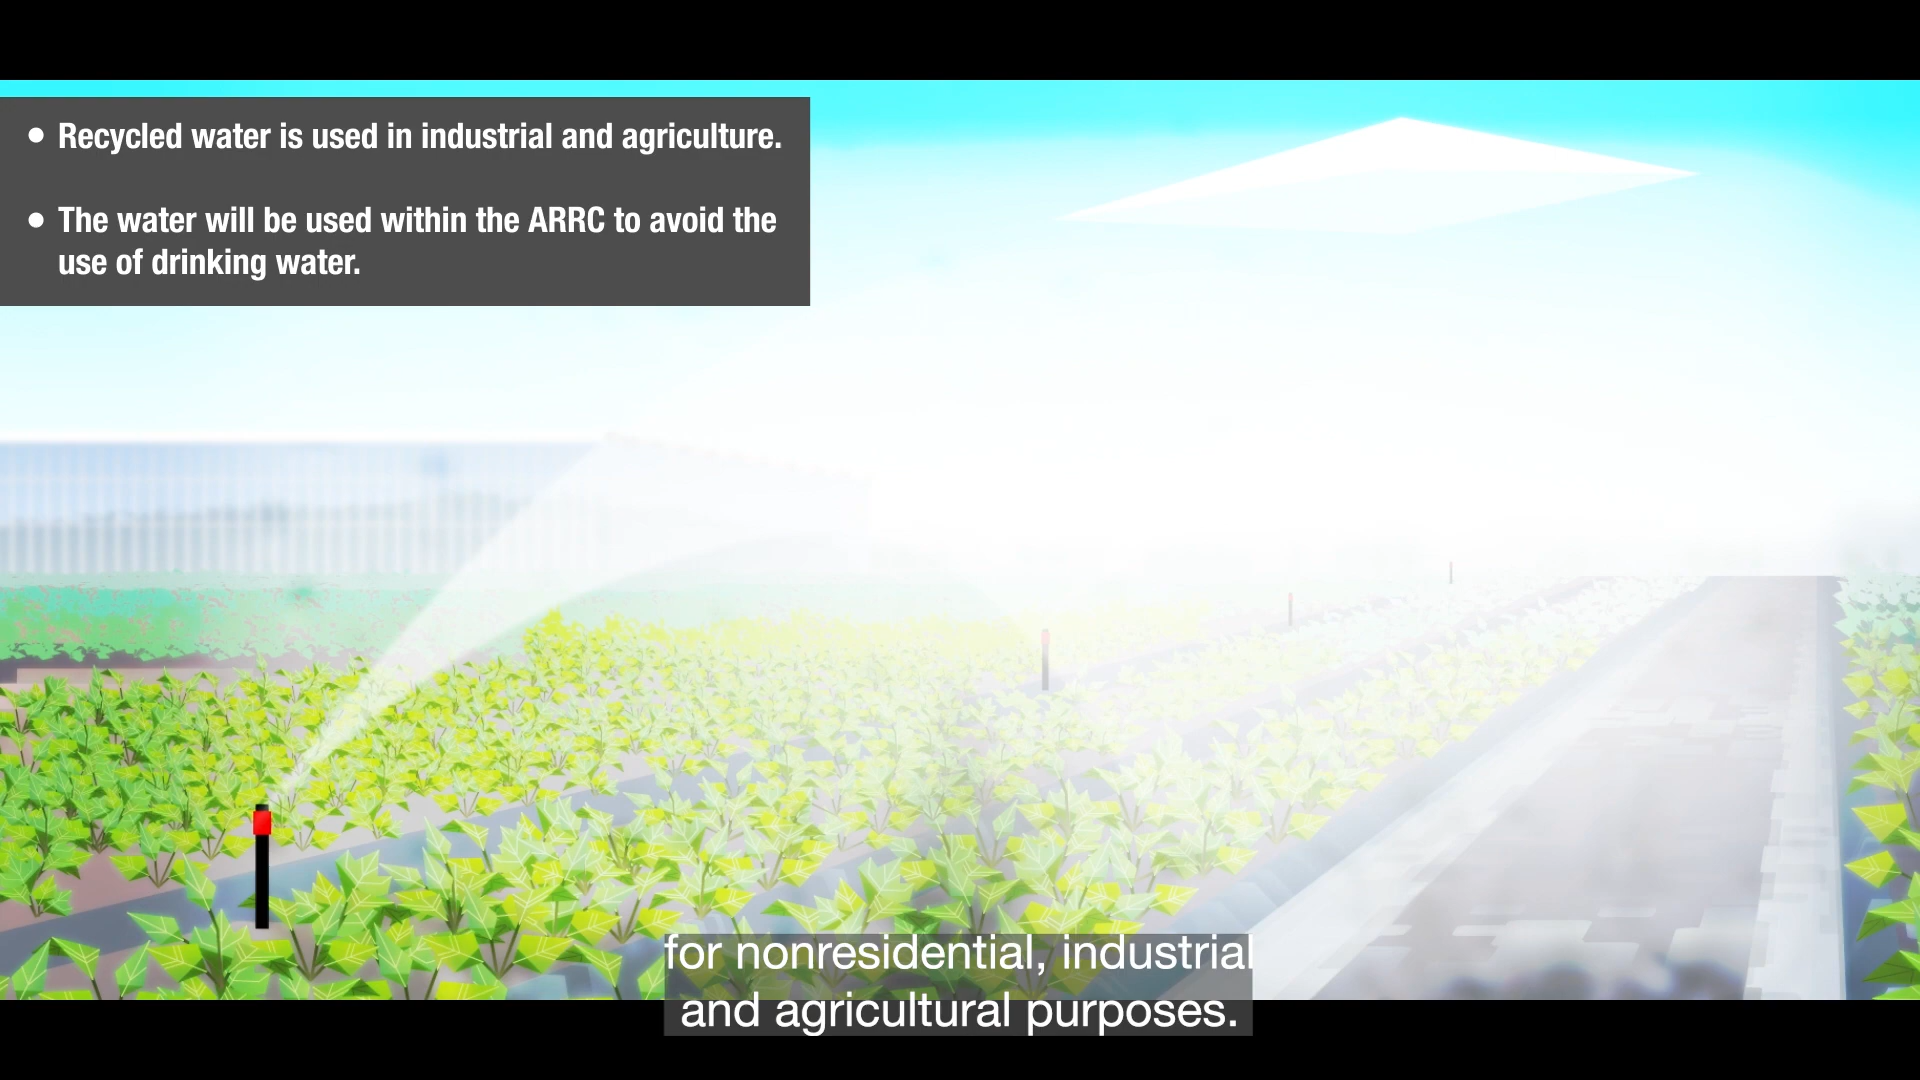 • Recycled water is used in industrial and agriculture.
• The water will be used within the ARRC to avoid the
use of drinking water.
for nonresidential, industrial
and agricultural purposes.